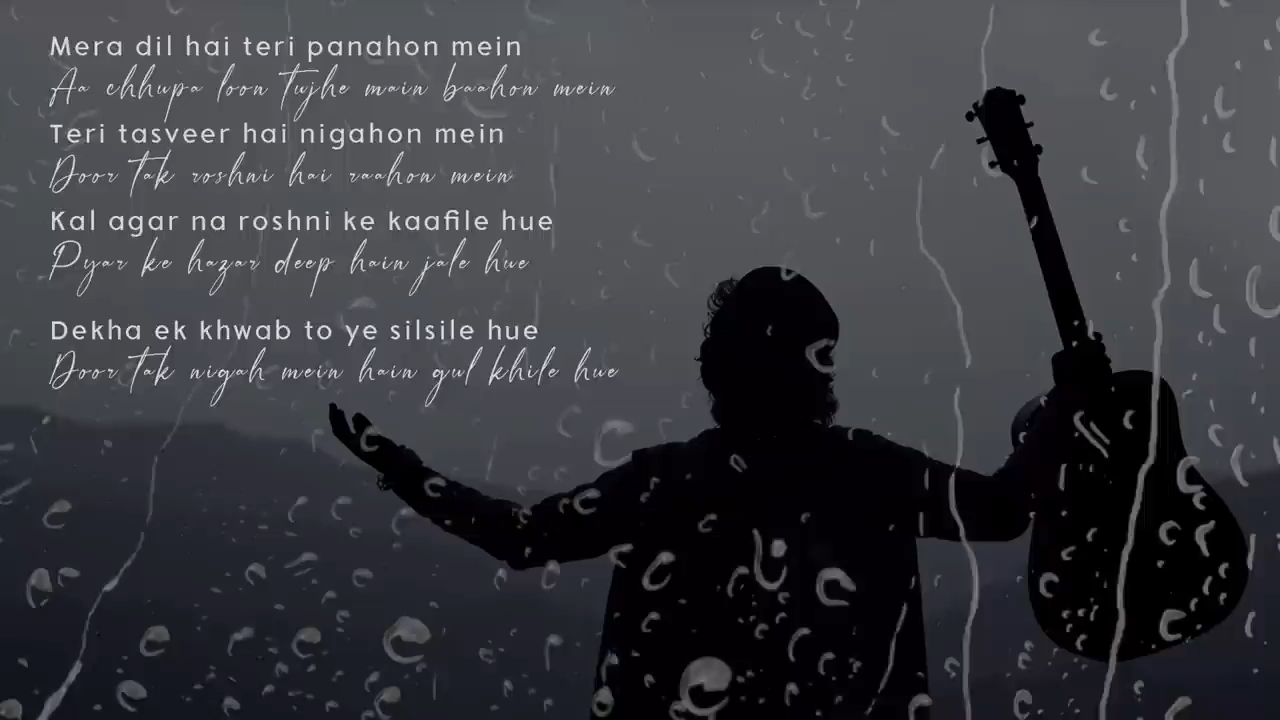 Mera dil hai teri panahon mein
Aa chhupa loon tujhe main baahon mein
Teri tasveer hai nigahon mein
Door tak roshni hai raahon mein
Kal agar na roshni ke kaafile hue
Pyar ke hazar deep hain jale hue
Dekha ek khwab to ye silsile hue
Door tak nigah mein hain gul khile hue